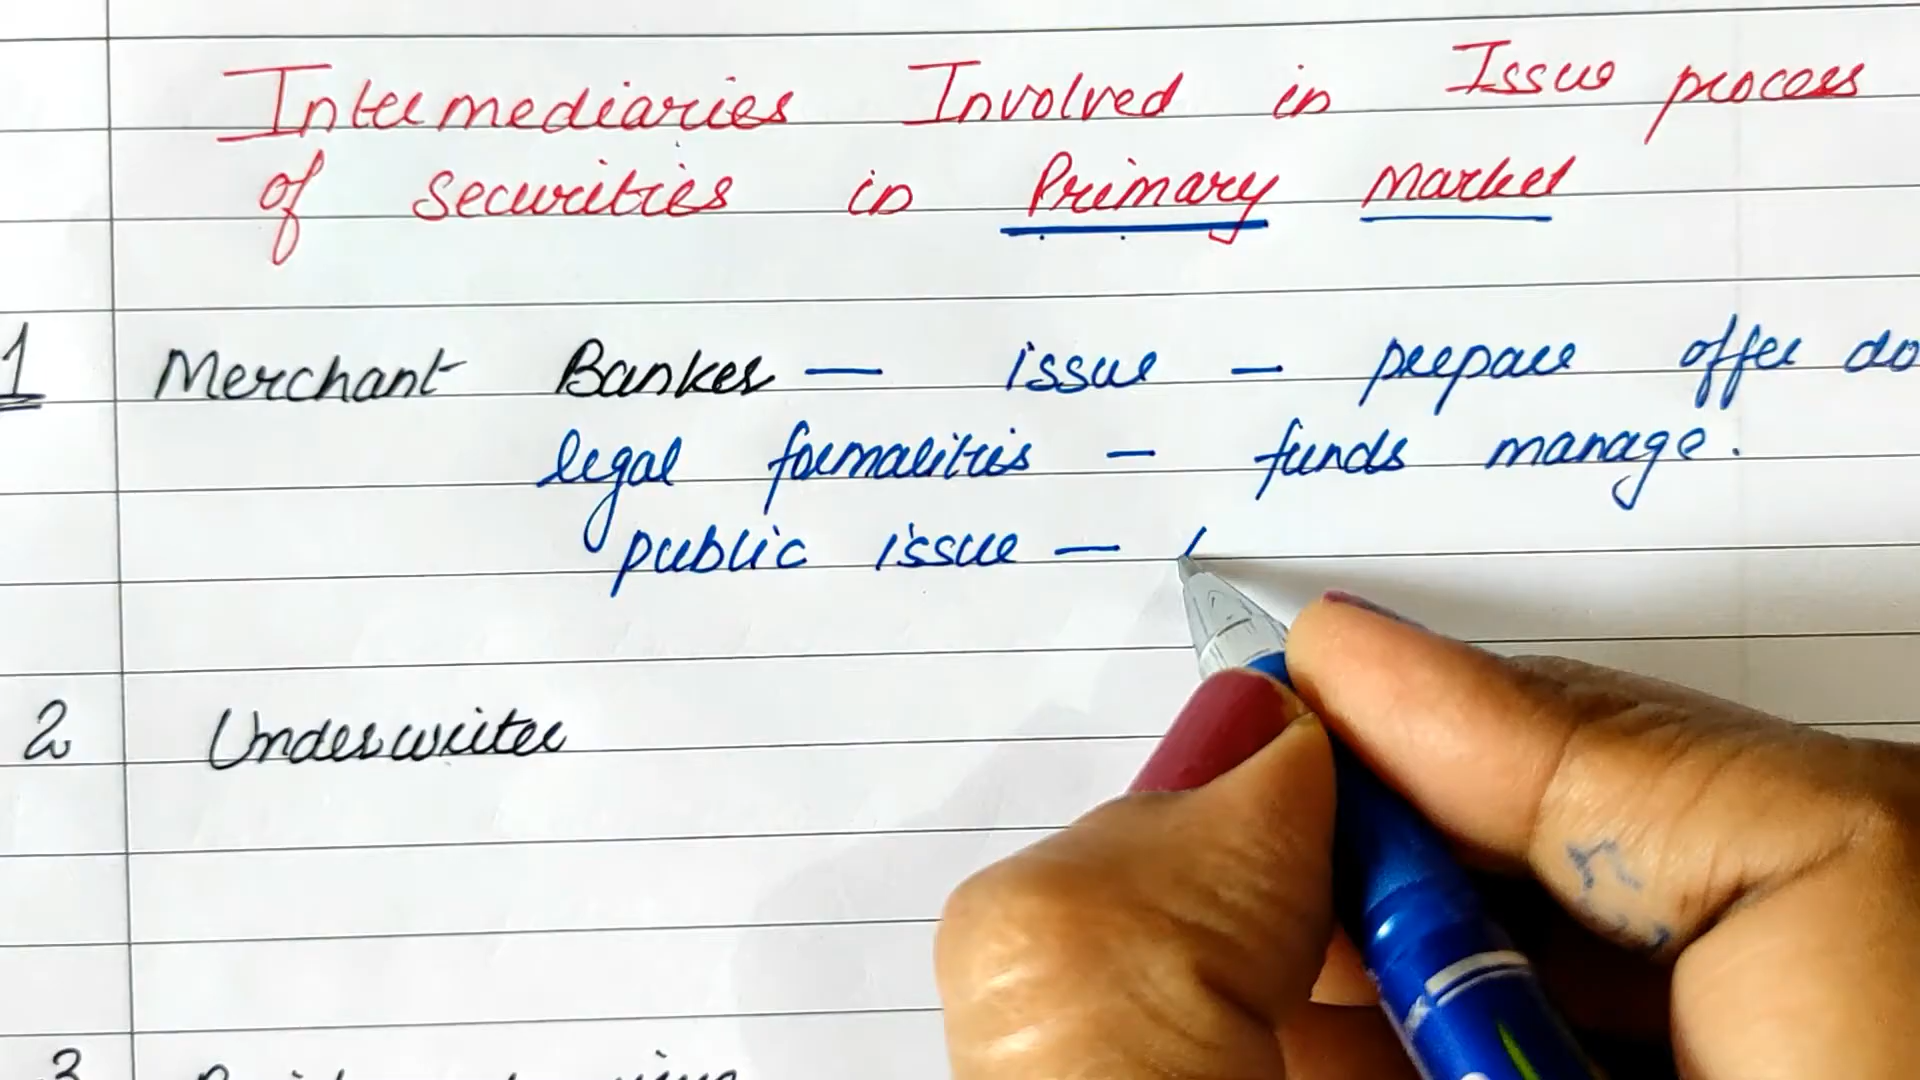 Intermediaries Involved in Issue process
of securities in Primary Market
1 Merchant Banker — issue — prepare offer do
legal formalities — funds manage.
public issue —
2 Underwriter
3